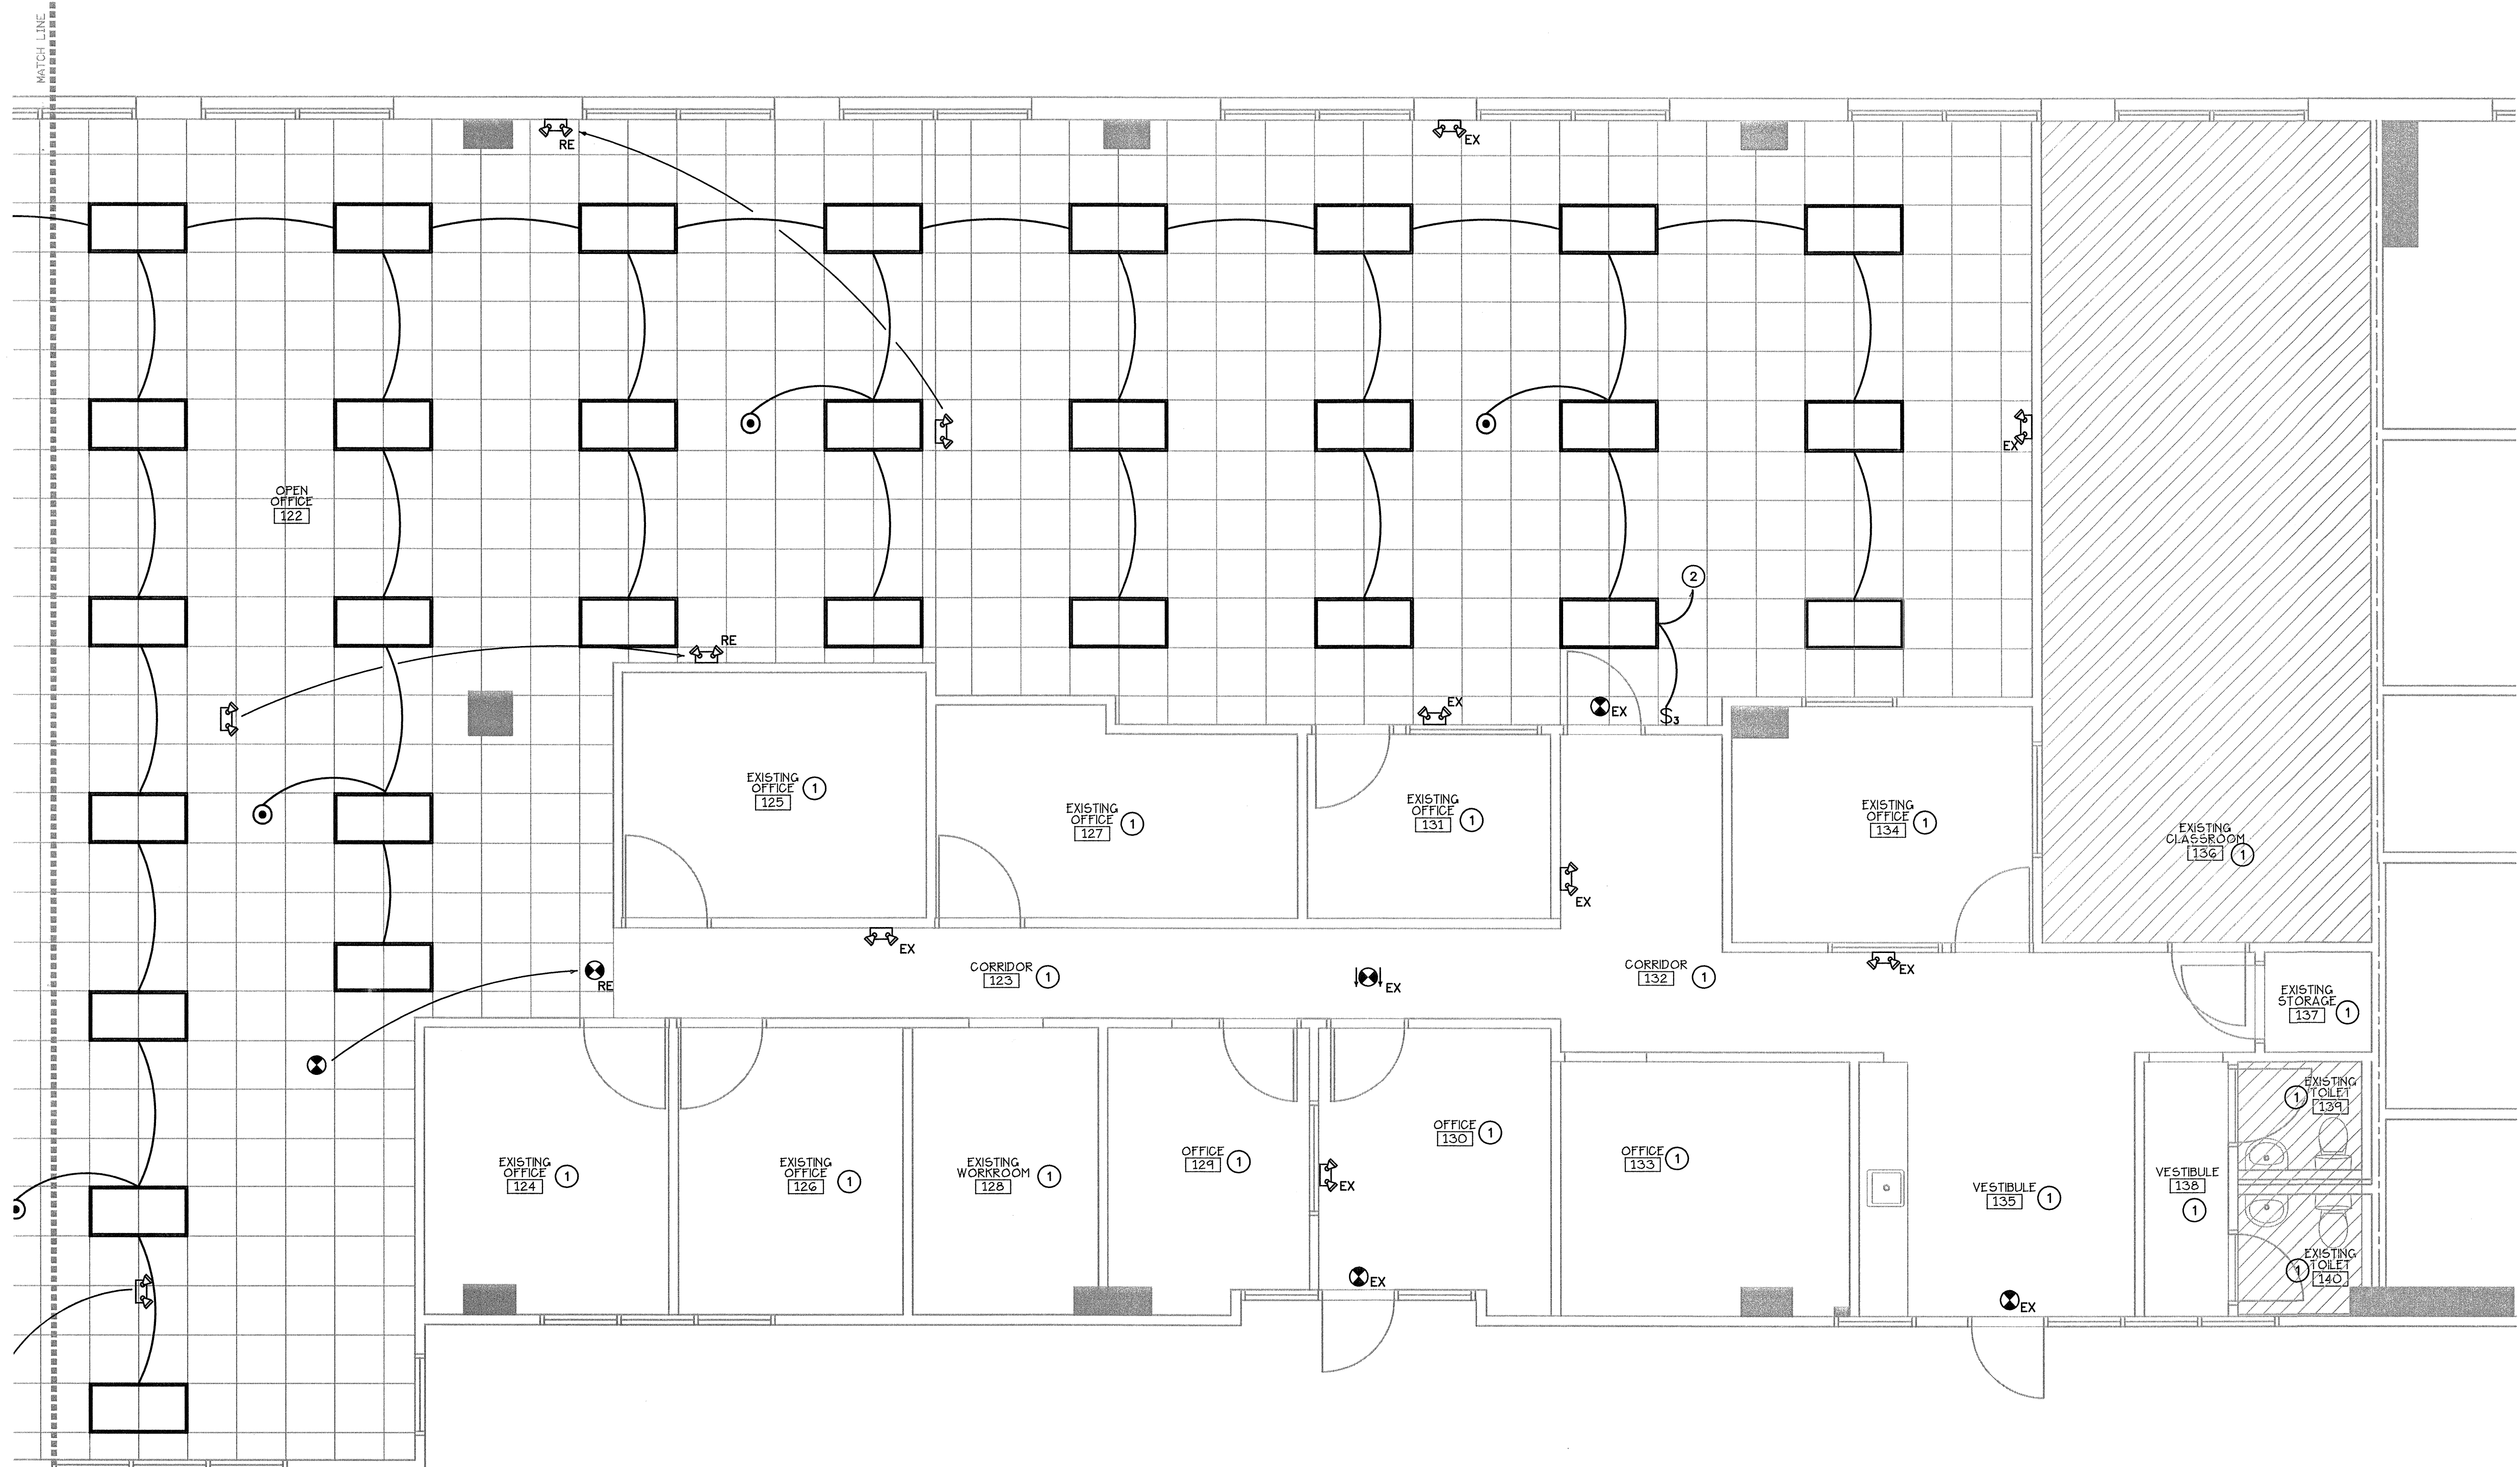 MATCH LINE
RE
EX
EX
OPEN
OFFICE
122
2
RE
EX
EX
$3
EXISTING
OFFICE
125
1
EXISTING
OFFICE
127
1
EXISTING
OFFICE
131
1
EXISTING
OFFICE
134
1
EXISTING
CLASSROOM
136
1
EX
EX
RE
CORRIDOR
123
1
EX
CORRIDOR
132
1
EX
EXISTING
STORAGE
137
1
EXISTING
OFFICE
124
1
EXISTING
OFFICE
126
1
EXISTING
WORKROOM
128
1
OFFICE
129
1
OFFICE
130
1
EX
EX
OFFICE
133
1
VESTIBULE
135
1
EX
VESTIBULE
138
1
EXISTING
TOILET
139
1
EXISTING
TOILET
140
1